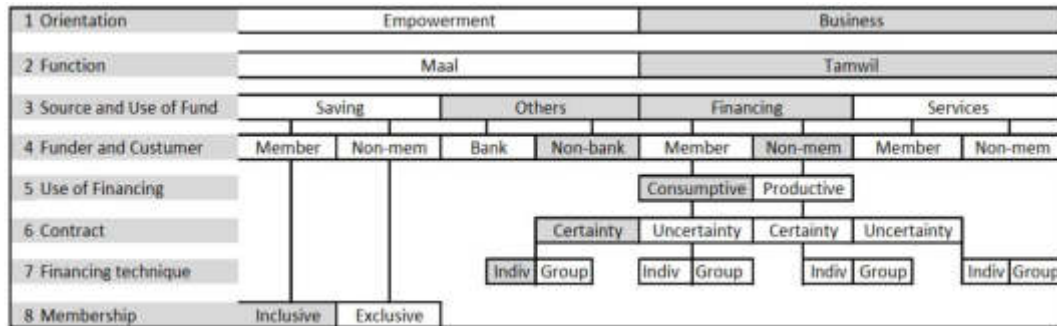 1 Orientation Empowerment Business
2 Function Maal Tamwil
3 Source and Use of Fund Saving Others Financing Services
4 Funder and Custumer Member Non-mem Bank Non-bank Member Non-mem Member Non-mem
5 Use of Financing Consumptive Productive
6 Contract Certainty Uncertainty Certainty Uncertainty
7 Financing technique Indiv Group Indiv Group Indiv Group Indiv Group
8 Membership Inclusive Exclusive